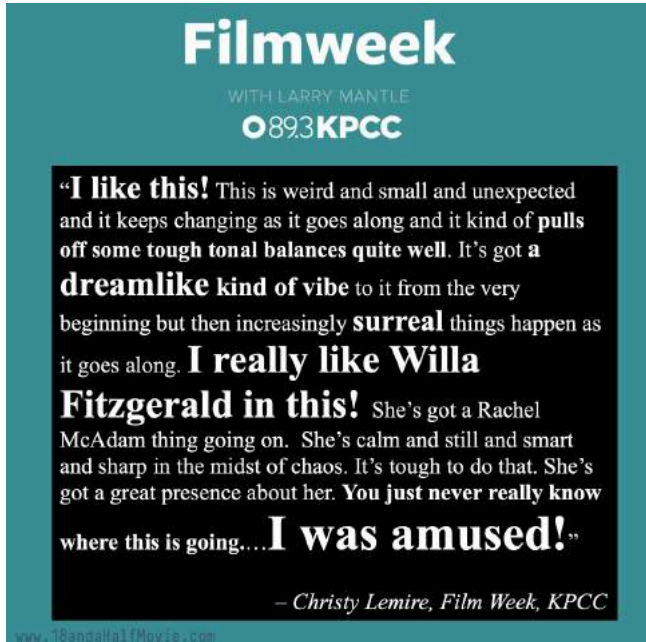 Filmweek
WITH LARRY MANTLE
89.3 KPCC
“I like this! This is weird and small and unexpected
and it keeps changing as it goes along and it kind of pulls
off some tough tonal balances quite well. It’s got a
dreamlike kind of vibe to it from the very
beginning but then increasingly surreal things happen as
it goes along. I really like Willa
Fitzgerald in this! She’s got a Rachel
McAdam thing going on. She’s calm and still and smart
and sharp in the midst of chaos. It’s tough to do that. She’s
got a great presence about her. You just never really know
where this is going.…I was amused!”
– Christy Lemire, Film Week, KPCC
www.18andaHalfMovie.com